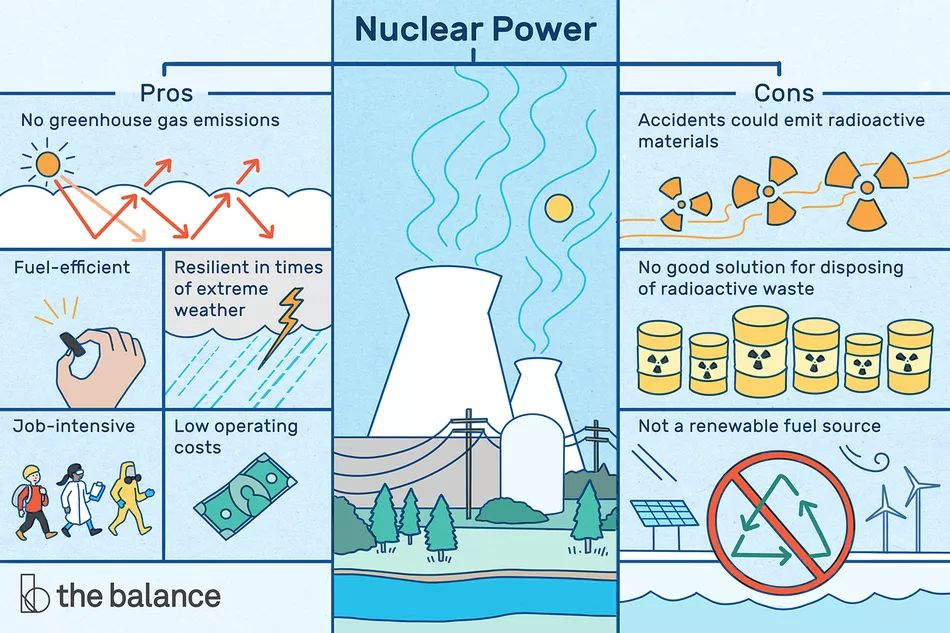 Nuclear Power
Pros
No greenhouse gas emissions
Fuel-efficient
Resilient in times
of extreme
weather
Job-intensive
Low operating
costs
Cons
Accidents could emit radioactive
materials
No good solution for disposing
of radioactive waste
Not a renewable fuel source
the balance